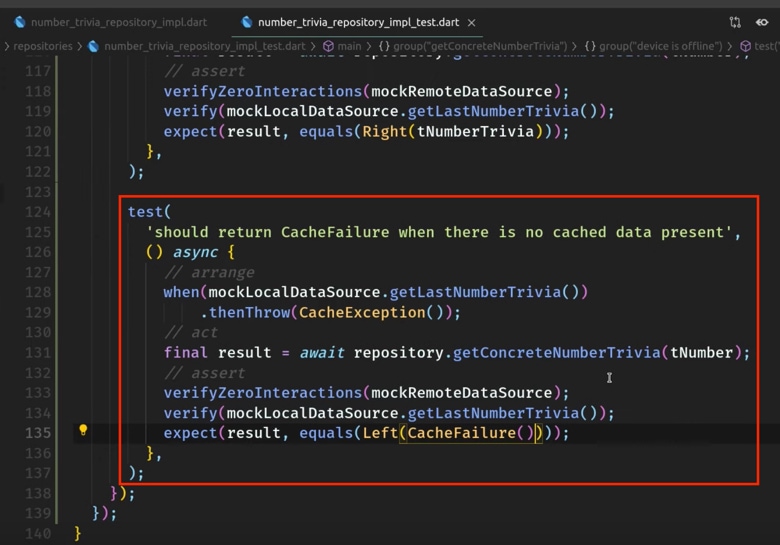 number_trivia_repository_impl.dart
number_trivia_repository_impl_test.dart
repositories > number_trivia_repository_impl_test.dart > main > group("getConcreteNumberTrivia") > group("device is offline") > test("
117 // assert
118 verifyZeroInteractions(mockRemoteDataSource);
119 verify(mockLocalDataSource.getLastNumberTrivia());
120 expect(result, equals(Right(tNumberTrivia)));
121 },
122 );
123
124 test(
125 'should return CacheFailure when there is no cached data present',
126 () async {
127 // arrange
128 when(mockLocalDataSource.getLastNumberTrivia())
129 .thenThrow(CacheException());
130 // act
131 final result = await repository.getConcreteNumberTrivia(tNumber);
132 // assert
133 verifyZeroInteractions(mockRemoteDataSource);
134 verify(mockLocalDataSource.getLastNumberTrivia());
135 expect(result, equals(Left(CacheFailure())));
136 },
137 );
138 });
139 });
140 }